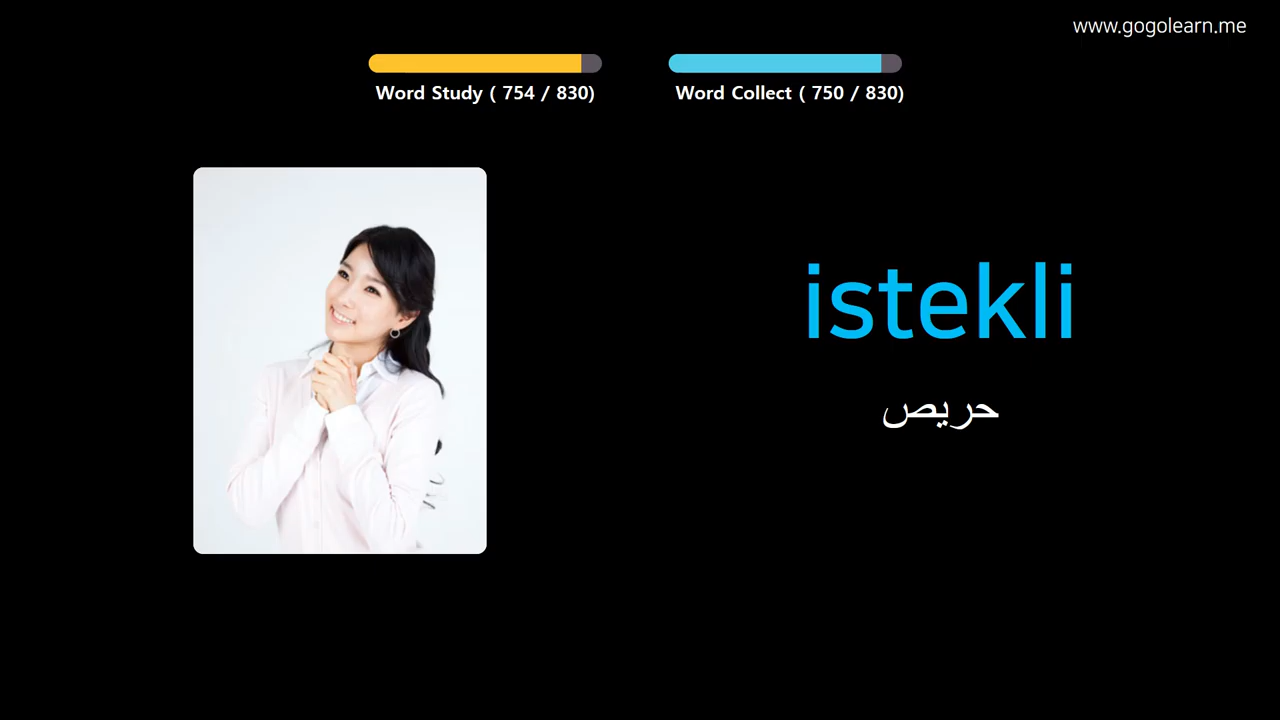 www.gogolearn.me
Word Study ( 754 / 830)
Word Collect ( 750 / 830)
istekli
حريص